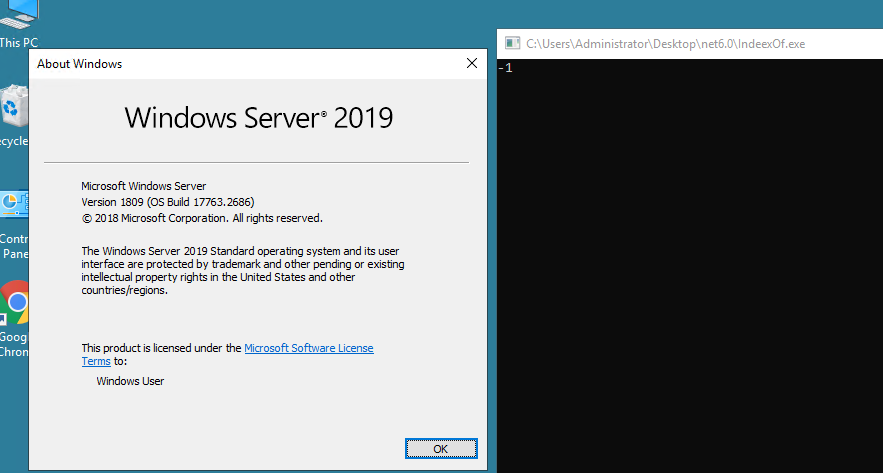 This PC
About Windows
Windows Server® 2019
Microsoft Windows Server
Version 1809 (OS Build 17763.2686)
© 2018 Microsoft Corporation. All rights reserved.
The Windows Server 2019 Standard operating system and its user
interface are protected by trademark and other pending or existing
intellectual property rights in the United States and other
countries/regions.
This product is licensed under the Microsoft Software License
Terms to:
Windows User
OK
ecycle
Contr
Pane
Googl
Chron
C:\Users\Administrator\Desktop\net6.0\IndeexOf.exe
-1